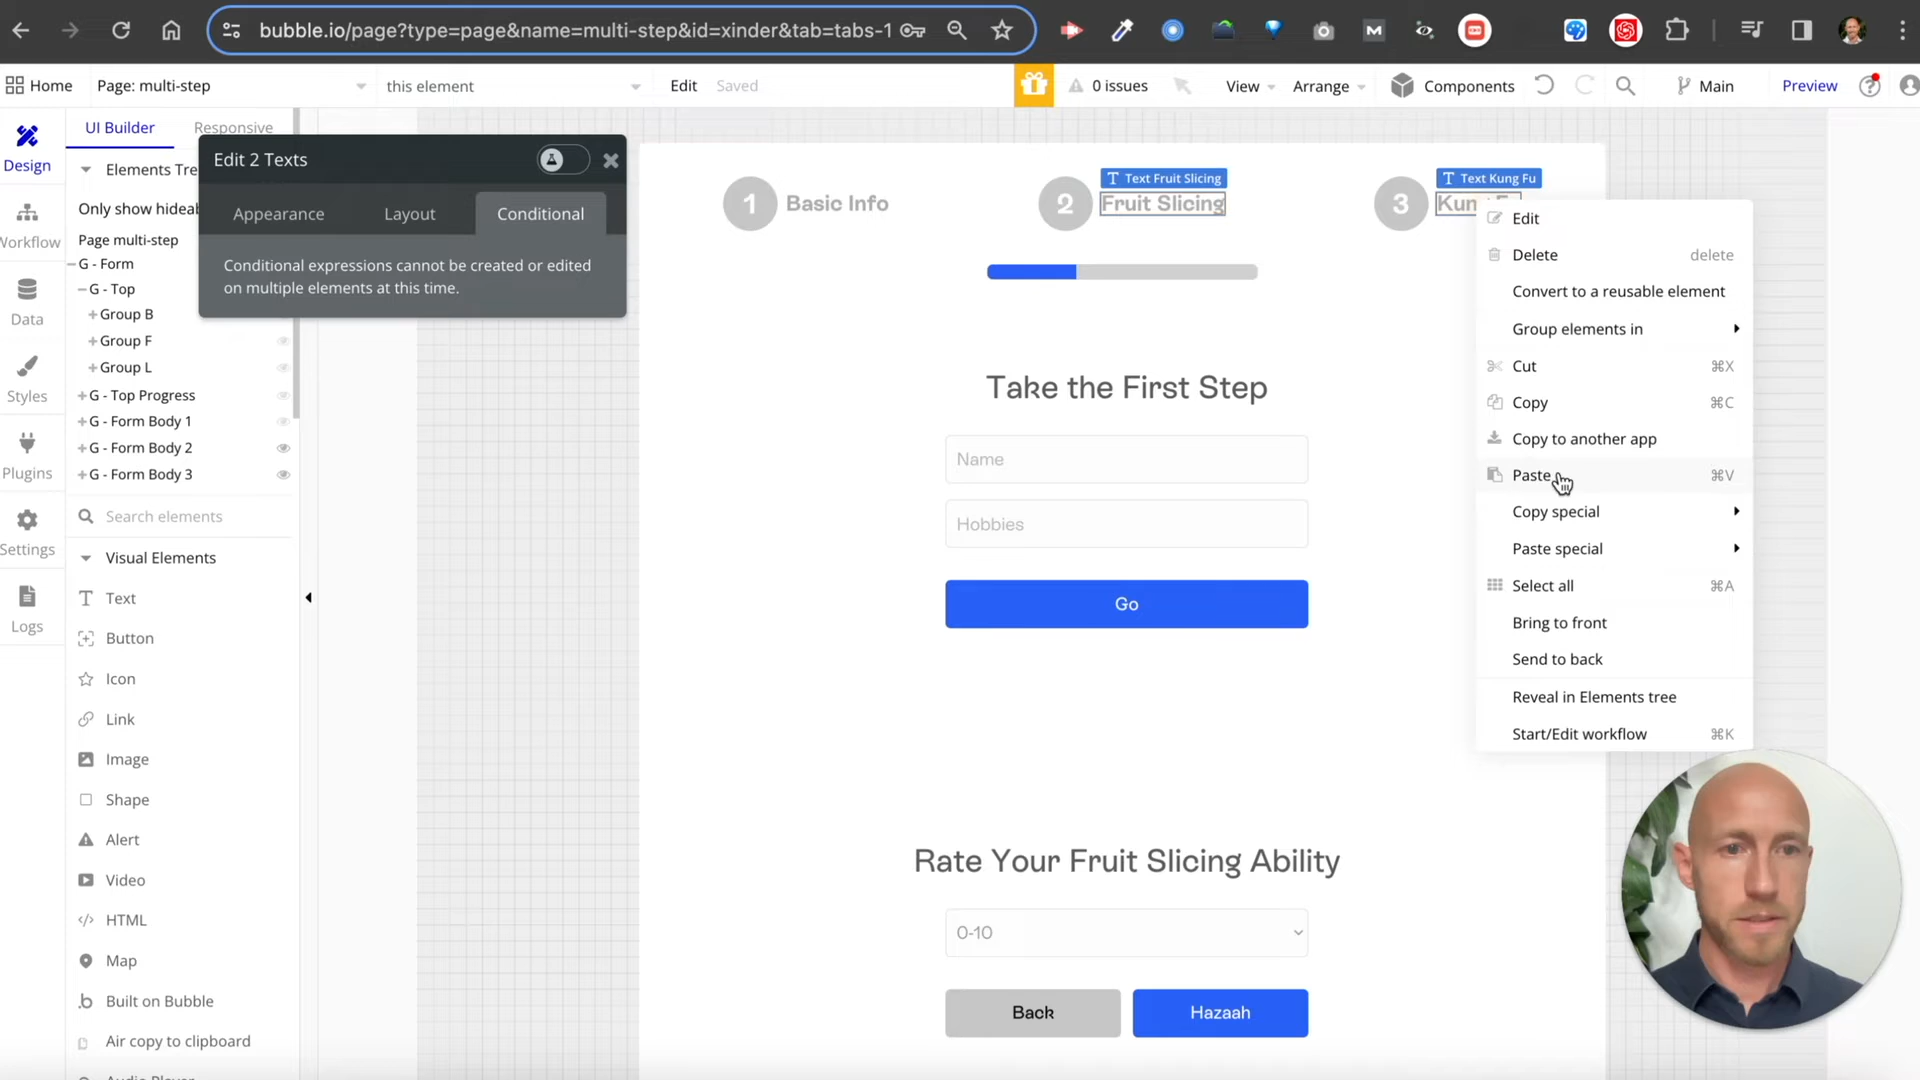 bubble.io/page?type=page&name=multi-step&id=xinder&tab=tabs-1
Home
Page: multi-step
this element
Edit
Saved
0 issues
View
Arrange
Components
Main
Preview
Design
Workflow
Data
Styles
Plugins
Settings
Logs
UI Builder
Responsive
Elements Tre
Only show hideab
Page multi-step
G - Form
G - Top
Group B
Group F
Group L
G - Top Progress
G - Form Body 1
G - Form Body 2
G - Form Body 3
Search elements
Visual Elements
Text
Button
Icon
Link
Image
Shape
Alert
Video
HTML
Map
Built on Bubble
Air copy to clipboard
Edit 2 Texts
Appearance
Layout
Conditional
Conditional expressions cannot be created or edited
on multiple elements at this time.
1 Basic Info
Text Fruit Slicing
2 Fruit Slicing
Text Kung Fu
3 Kung F
Take the First Step
Name
Hobbies
Go
Rate Your Fruit Slicing Ability
0-10
Back
Hazaah
Edit
Delete delete
Convert to a reusable element
Group elements in
Cut ⌘X
Copy ⌘C
Copy to another app
Paste ⌘V
Copy special
Paste special
Select all ⌘A
Bring to front
Send to back
Reveal in Elements tree
Start/Edit workflow ⌘K